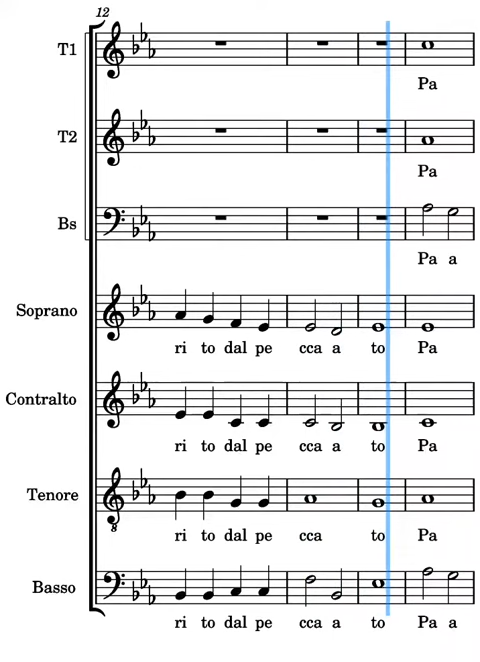 12
T1
Pa
T2
Pa
Bs
Pa a
Soprano
ri to dal pe cca a to Pa
Contralto
ri to dal pe cca a to Pa
Tenore
8
ri to dal pe cca to Pa
Basso
ri to dal pe cca a to Pa a